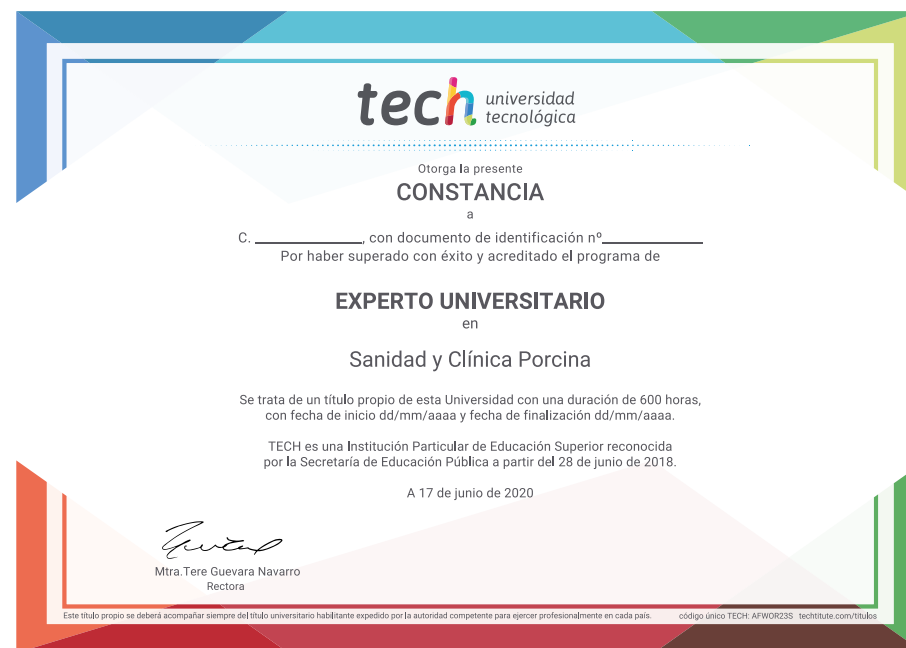 tech universidad
tecnológica
Otorga la presente
CONSTANCIA
a
C. ______________, con documento de identificación nº______________
Por haber superado con éxito y acreditado el programa de
EXPERTO UNIVERSITARIO
en
Sanidad y Clínica Porcina
Se trata de un título propio de esta Universidad con una duración de 600 horas,
con fecha de inicio dd/mm/aaaa y fecha de finalización dd/mm/aaaa.
TECH es una Institución Particular de Educación Superior reconocida
por la Secretaría de Educación Pública a partir del 28 de junio de 2018.
A 17 de junio de 2020
Mtra.Tere Guevara Navarro
Rectora
Este título propio se deberá acompañar siempre del título universitario habilitante expedido por la autoridad competente para ejercer profesionalmente en cada país. código único TECH: AFWOR23S techtitute.com/títulos